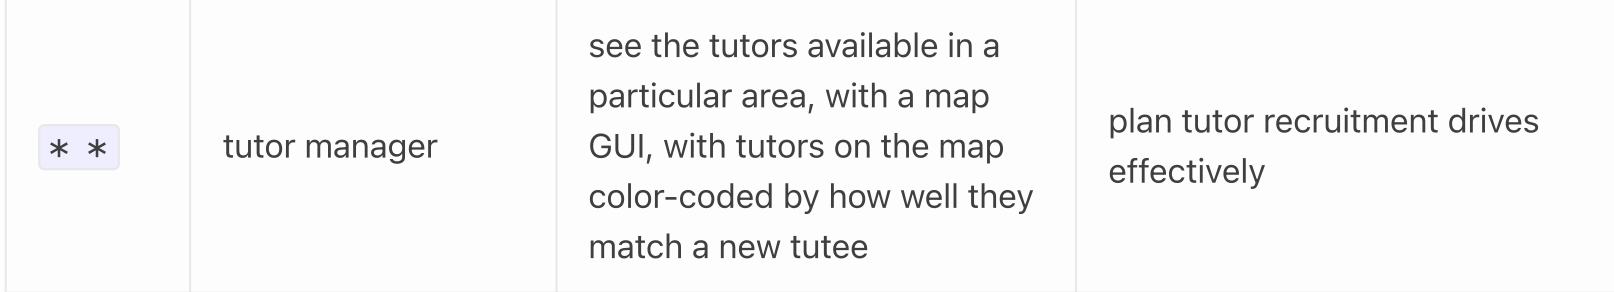 * *
tutor manager
see the tutors available in a
particular area, with a map
GUI, with tutors on the map
color-coded by how well they
match a new tutee
plan tutor recruitment drives
effectively